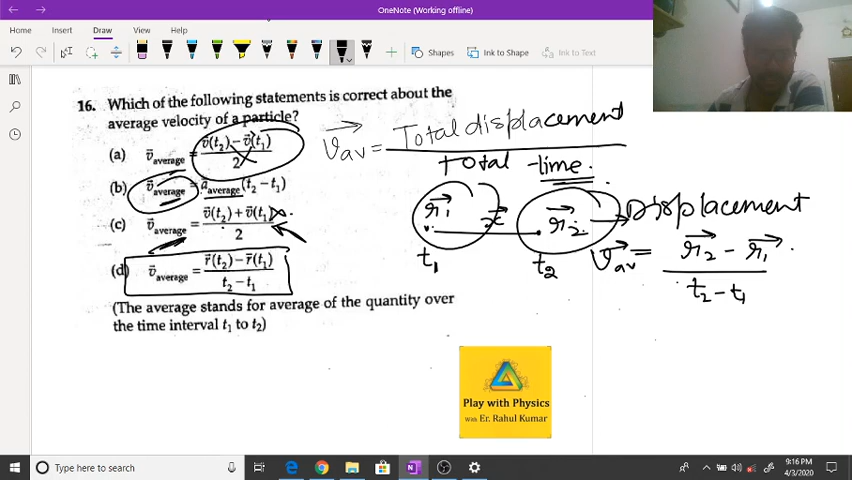 OneNote (Working offline)
File Home Insert Draw History View Help
Shapes Ink to Shape Ink to Text
16. Which of the following statements is correct about the
average velocity of a particle?
(a) v⃗ average = v⃗(t₂) − v⃗(t₁) / 2
(b) v⃗ average = a⃗ average (t₂ − t₁)
(c) v⃗ average = v⃗(t₂) + v⃗(t₁) / 2
(d) v⃗ average = r⃗(t₂) − r⃗(t₁) / t₂ − t₁
(The average stands for average of the quantity over
the time interval t₁ to t₂)
v⃗av = Total displacement / Total time.
r⃗₁ r⃗₂ Displacement
t₁ t₂ v⃗av = r⃗₂ − r⃗₁ / t₂ − t₁
Play with Physics
With Er. Rahul Kumar
Type here to search
9:16 PM
4/3/2020